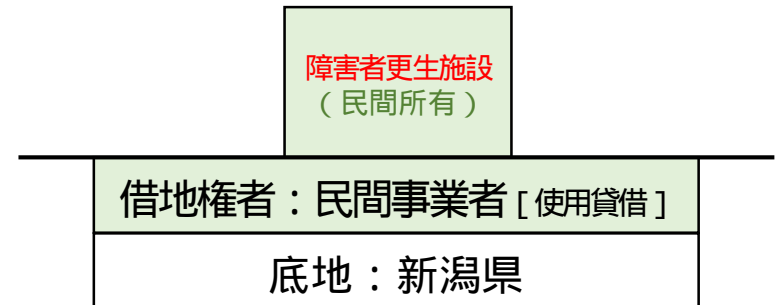 障害者更生施設
（民間所有）
借地権者：民間事業者［使用貸借］
底地：新潟県